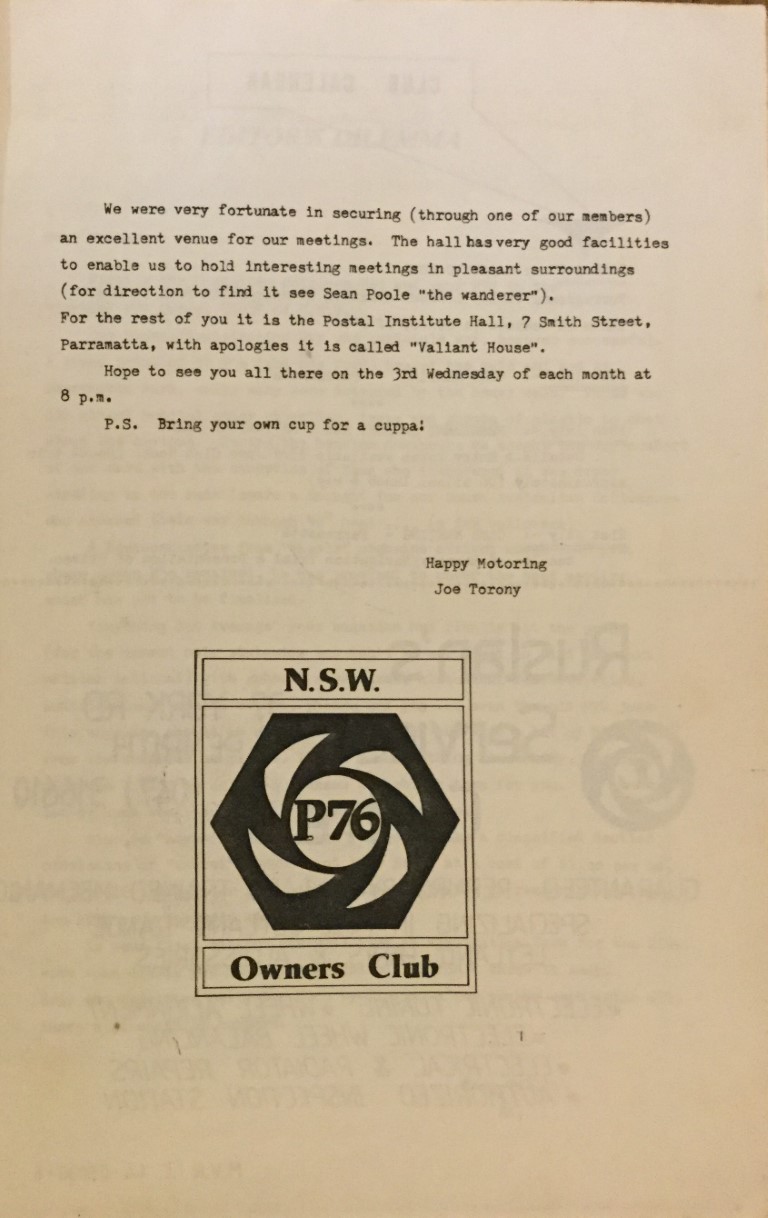 We were very fortunate in securing (through one of our members)
an excellent venue for our meetings. The hall has very good facilities
to enable us to hold interesting meetings in pleasant surroundings
(for direction to find it see Sean Poole "the wanderer").
For the rest of you it is the Postal Institute Hall, 7 Smith Street,
Parramatta, with apologies it is called "Valiant House".
Hope to see you all there on the 3rd Wednesday of each month at
8 p.m.
P.S. Bring your own cup for a cuppa!
Happy Motoring
Joe Torony
N.S.W.
P76
Owners Club